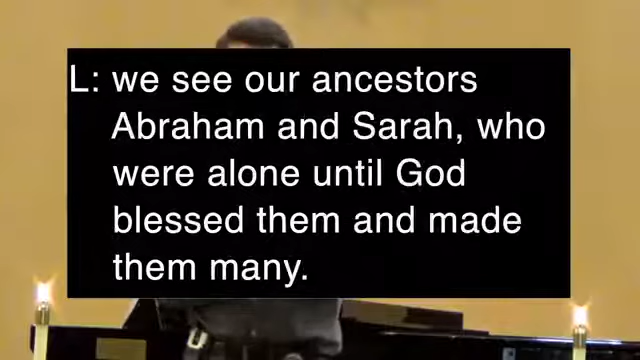 L: we see our ancestors
Abraham and Sarah, who
were alone until God
blessed them and made
them many.